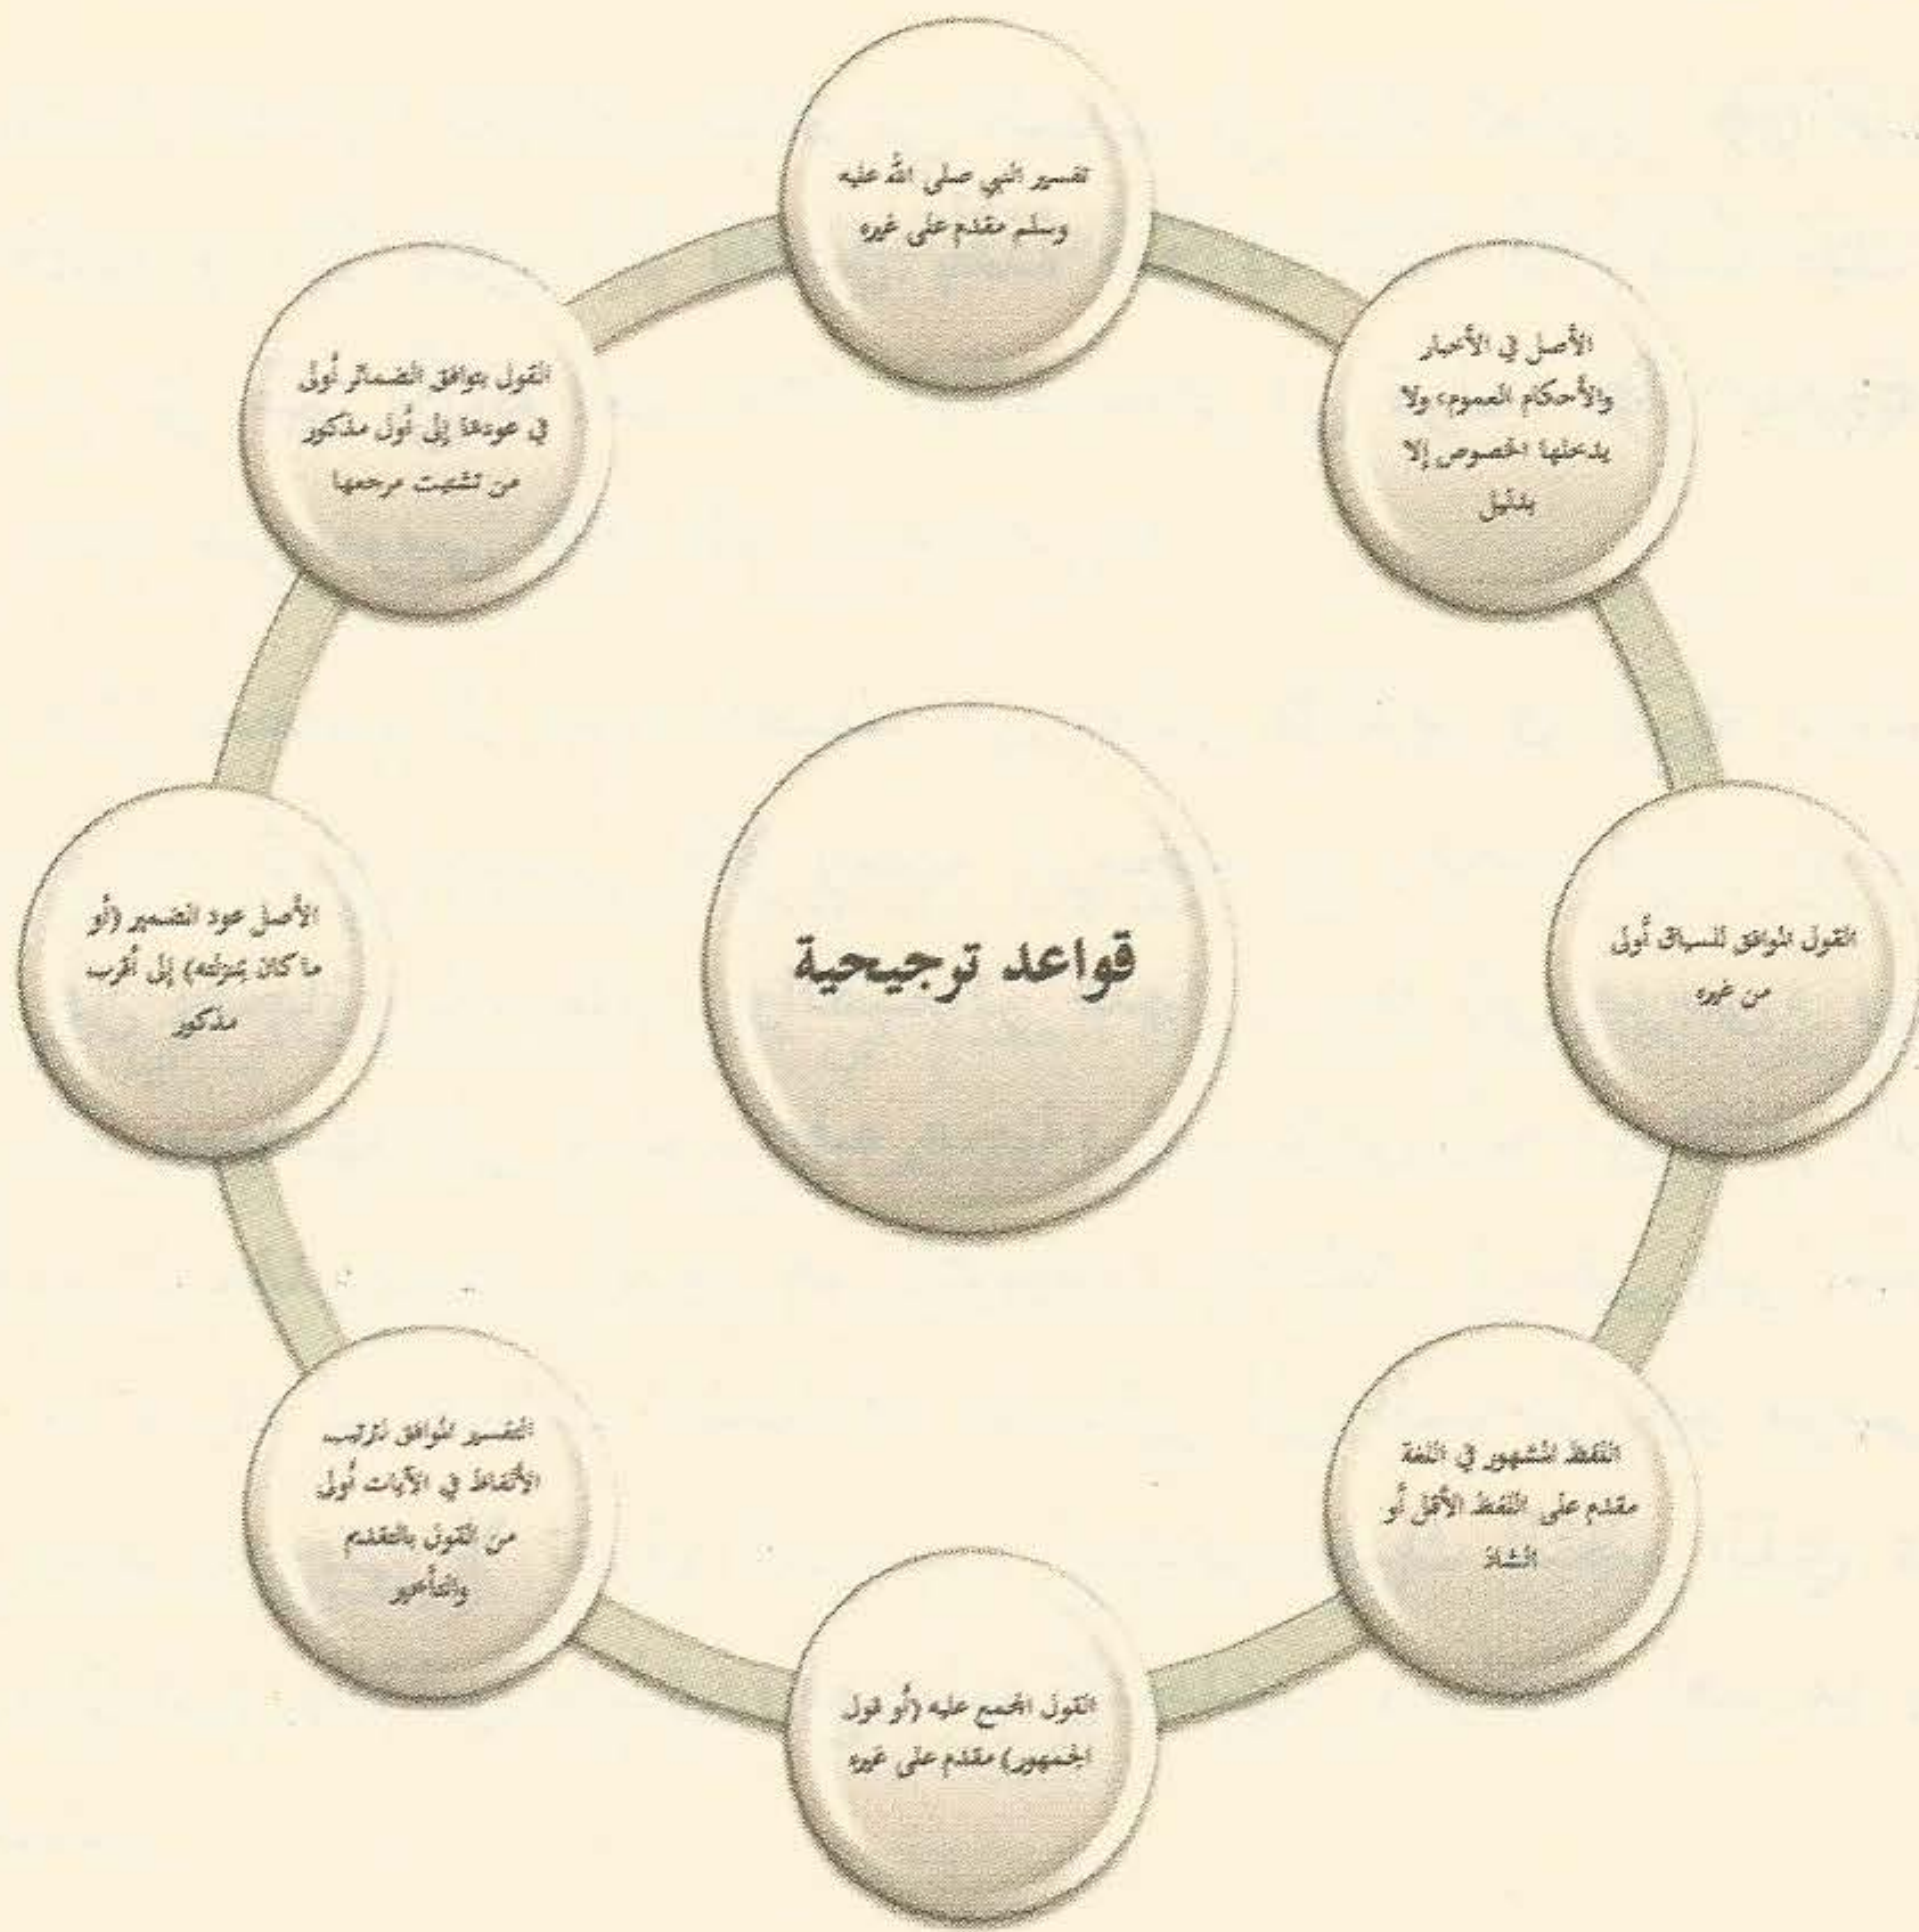 تفسير النبي صلى الله عليه
وسلم مقدم على غيره
الأصل في الأخبار
والأحكام العموم، ولا
يدخلها الخصوص إلا
بدليل
القول الموافق للسياق أولى
من غيره
اللفظ المشهور في اللغة
مقدم على اللفظ الأقل أو
الشاذ
القول المجمع عليه (أو قول
الجمهور) مقدم على غيره
التفسير الموافق لترتيب
الألفاظ في الآيات أولى
من القول بالتقديم
والتأخير
الأصل عود الضمير (أو
ما كان بمنزلته) إلى أقرب
مذكور
القول بتوافق الضمائر أولى
في عودها إلى أول مذكور
من تشتيت مرجعها
قواعد ترجيحية